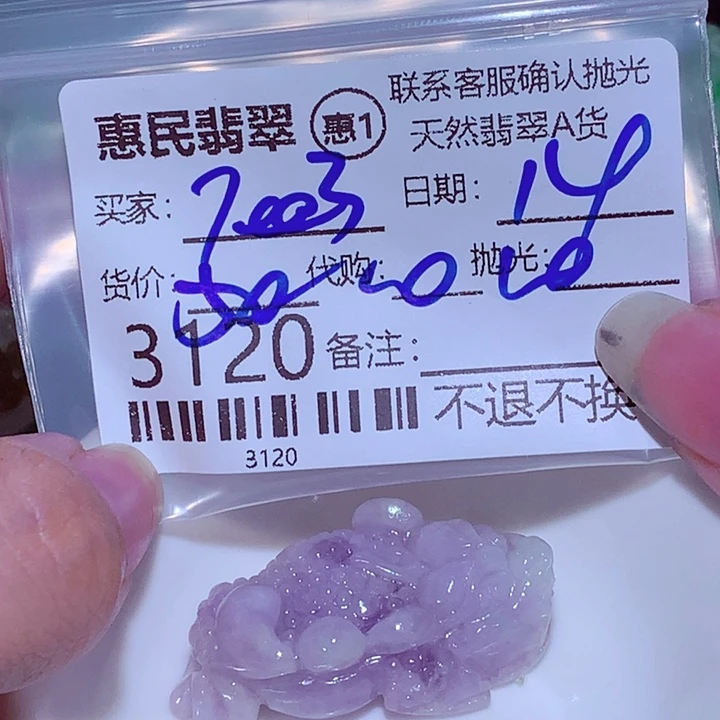 惠民翡翠 惠1 联系客服确认抛光
天然翡翠A货
买家: 7003 日期: 14
货价: 代购: 抛光:
3120 备注:
不退不换
3120